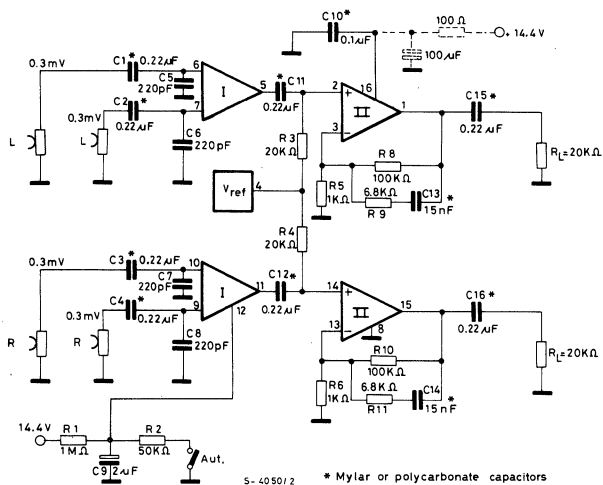 C10*
0.1µF
100Ω
+ 14.4V
100µF
0.3mV
C1* 0.22µF
C5
220pF
6
7
I
5
C11
*
0.22µF
2
3
16
II
1
C15*
0.22µF
RL=20KΩ
C2 *
0.3mV
0.22µF
L
L
C6
220pF
R3
20KΩ
R8
100KΩ
R5
1KΩ
6.8KΩ
R9
C13
*
15nF
Vref
4
R4
20KΩ
0.3mV
C3* 0.22µF
C7
220pF
10
9
I
11
12
C12*
0.22µF
14
13
II
8
15
C16*
0.22µF
RL=20KΩ
C4*
0.3mV
0.22µF
R
R
C8
220pF
R10
100KΩ
R6
1KΩ
6.8KΩ
R11
C14
*
15nF
14.4V
R1
1MΩ
R2
50KΩ
C9 2µF
Aut.
S-4050/2
* Mylar or polycarbonate capacitors